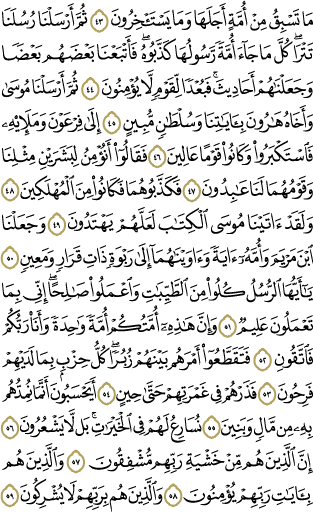 مَا تَسْبِقُ مِنْ أُمَّةٍ أَجَلَهَا وَمَا يَسْتَـْٔخِرُونَ ٤٣ ثُمَّ أَرْسَلْنَا رُسُلَنَا
تَتْرَا ۖ كُلَّ مَا جَآءَ أُمَّةً رَّسُولُهَا كَذَّبُوهُ ۚ فَأَتْبَعْنَا بَعْضَهُم بَعْضًا
وَجَعَلْنَٰهُمْ أَحَادِيثَ ۚ فَبُعْدًا لِّقَوْمٍ لَّا يُؤْمِنُونَ ٤٤ ثُمَّ أَرْسَلْنَا مُوسَىٰ
وَأَخَاهُ هَٰرُونَ بِـَٔايَٰتِنَا وَسُلْطَٰنٍ مُّبِينٍ ٤٥ إِلَىٰ فِرْعَوْنَ وَمَلَإِي۟هِۦ
فَٱسْتَكْبَرُوا۟ وَكَانُوا۟ قَوْمًا عَالِينَ ٤٦ فَقَالُوٓا۟ أَنُؤْمِنُ لِبَشَرَيْنِ مِثْلِنَا
وَقَوْمُهُمَا لَنَا عَٰبِدُونَ ٤٧ فَكَذَّبُوهُمَا فَكَانُوا۟ مِنَ ٱلْمُهْلَكِينَ ٤٨
وَلَقَدْ ءَاتَيْنَا مُوسَى ٱلْكِتَٰبَ لَعَلَّهُمْ يَهْتَدُونَ ٤٩ وَجَعَلْنَا
ٱبْنَ مَرْيَمَ وَأُمَّهُۥٓ ءَايَةً وَءَاوَيْنَٰهُمَآ إِلَىٰ رَبْوَةٍ ذَاتِ قَرَارٍ وَمَعِينٍ ٥٠
يَٰٓأَيُّهَا ٱلرُّسُلُ كُلُوا۟ مِنَ ٱلطَّيِّبَٰتِ وَٱعْمَلُوا۟ صَٰلِحًا ۖ إِنِّى بِمَا
تَعْمَلُونَ عَلِيمٌ ٥١ وَإِنَّ هَٰذِهِۦٓ أُمَّتُكُمْ أُمَّةً وَٰحِدَةً وَأَنَا۠ رَبُّكُمْ
فَٱتَّقُونِ ٥٢ فَتَقَطَّعُوٓا۟ أَمْرَهُم بَيْنَهُمْ زُبُرًا ۖ كُلُّ حِزْبٍۭ بِمَا لَدَيْهِمْ
فَرِحُونَ ٥٣ فَذَرْهُمْ فِى غَمْرَتِهِمْ حَتَّىٰ حِينٍ ٥٤ أَيَحْسَبُونَ أَنَّمَا نُمِدُّهُم
بِهِۦ مِن مَّالٍ وَبَنِينَ ٥٥ نُسَارِعُ لَهُمْ فِى ٱلْخَيْرَٰتِ ۚ بَل لَّا يَشْعُرُونَ ٥٦
إِنَّ ٱلَّذِينَ هُم مِّنْ خَشْيَةِ رَبِّهِم مُّشْفِقُونَ ٥٧ وَٱلَّذِينَ هُم
بِـَٔايَٰتِ رَبِّهِمْ يُؤْمِنُونَ ٥٨ وَٱلَّذِينَ هُم بِرَبِّهِمْ لَا يُشْرِكُونَ ٥٩